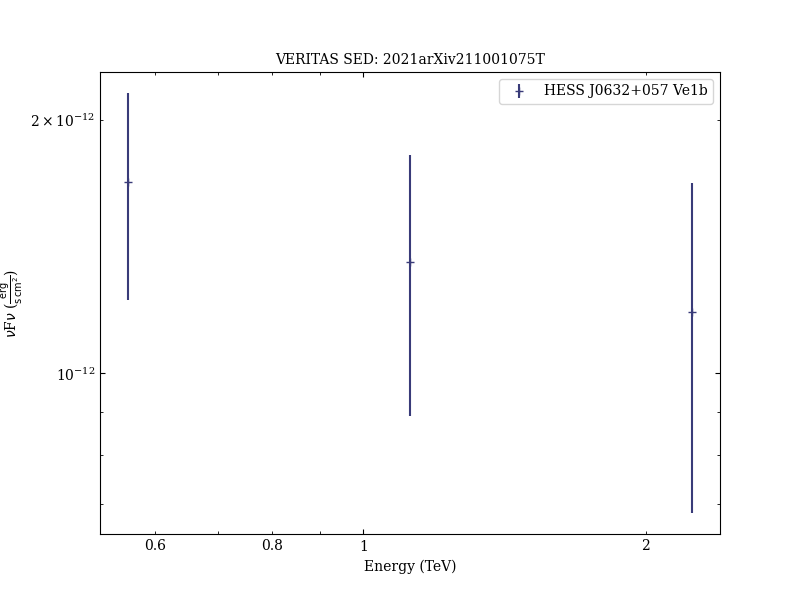 VERITAS SED: 2021arXiv211001075T
HESS J0632+057 Ve1b
2 × 10⁻¹²
10⁻¹²
νFν (erg / s cm²)
0.6 0.8 1 2
Energy (TeV)